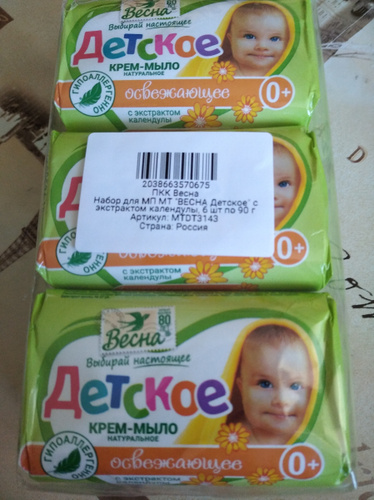 Весна
80
Выбирай настоящее
Детское
КРЕМ-МЫЛО
НАТУРАЛЬНОЕ
ГИПОАЛЛЕРГЕННО
освежающее
0+
с экстрактом
календулы
2038663570675
ПКК Весна
Набор для МП МТ "ВЕСНА Детское" с
экстрактом календулы, 6 шт по 90 г
Артикул: MTDT3143
Страна: Россия
ГИПОАЛЛЕРГЕННО
0+
с экстрактом
календулы
Весна
80
Выбирай настоящее
Детское
КРЕМ-МЫЛО
НАТУРАЛЬНОЕ
ГИПОАЛЛЕРГЕННО
освежающее
0+
с экстрактом